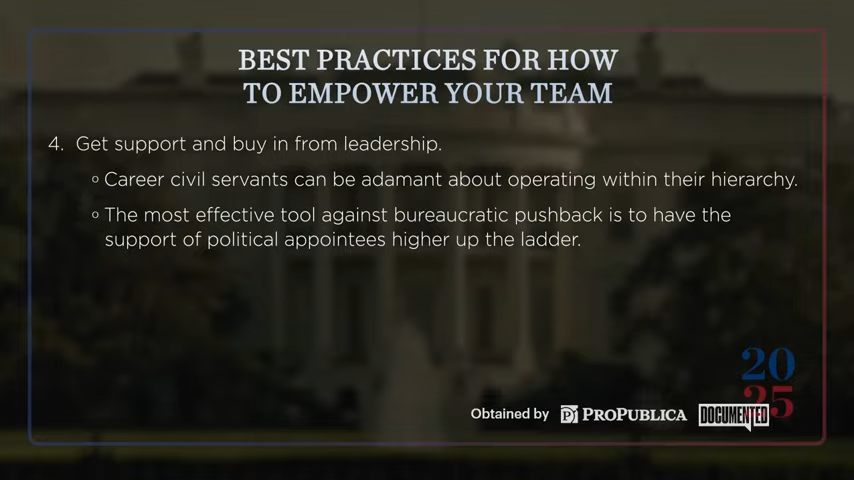 BEST PRACTICES FOR HOW
TO EMPOWER YOUR TEAM
4. Get support and buy in from leadership.
Career civil servants can be adamant about operating within their hierarchy.
The most effective tool against bureaucratic pushback is to have the
support of political appointees higher up the ladder.
20
25
Obtained by PROPUBLICA DOCUMENTED